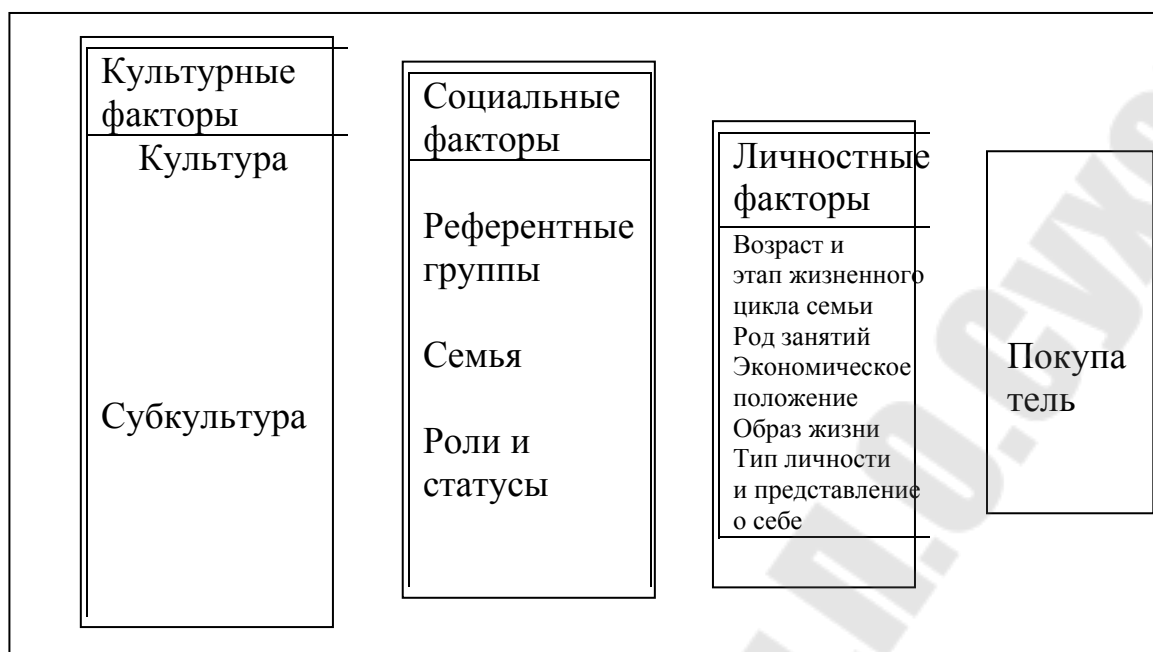 Культурные
факторы
Культура
Субкультура
Социальные
факторы
Референтные
группы
Семья
Роли и
статусы
Личностные
факторы
Возраст и
этап жизненного
цикла семьи
Род занятий
Экономическое
положение
Образ жизни
Тип личности
и представление
о себе
Покупа
тель